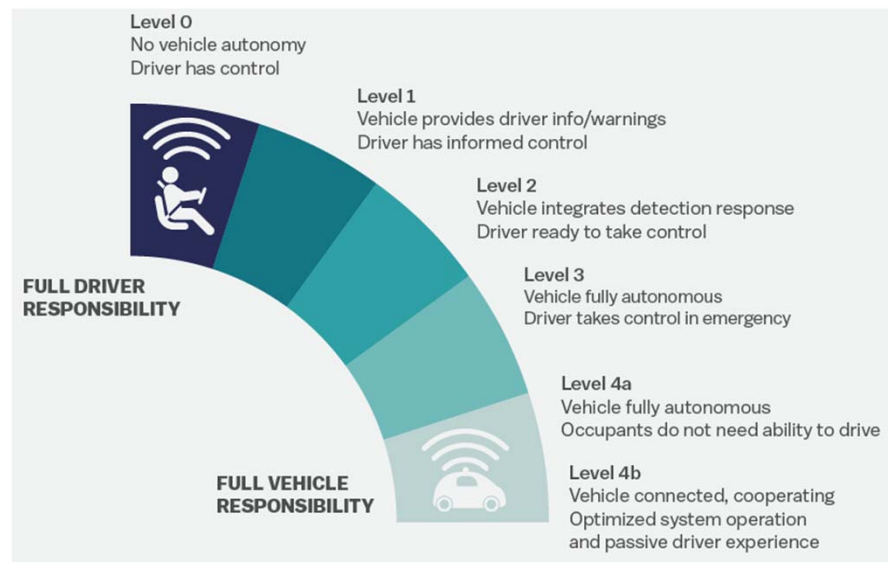 Level 0
No vehicle autonomy
Driver has control
Level 1
Vehicle provides driver info/warnings
Driver has informed control
Level 2
Vehicle integrates detection response
Driver ready to take control
Level 3
Vehicle fully autonomous
Driver takes control in emergency
Level 4a
Vehicle fully autonomous
Occupants do not need ability to drive
Level 4b
Vehicle connected, cooperating
Optimized system operation
and passive driver experience
FULL DRIVER
RESPONSIBILITY
FULL VEHICLE
RESPONSIBILITY